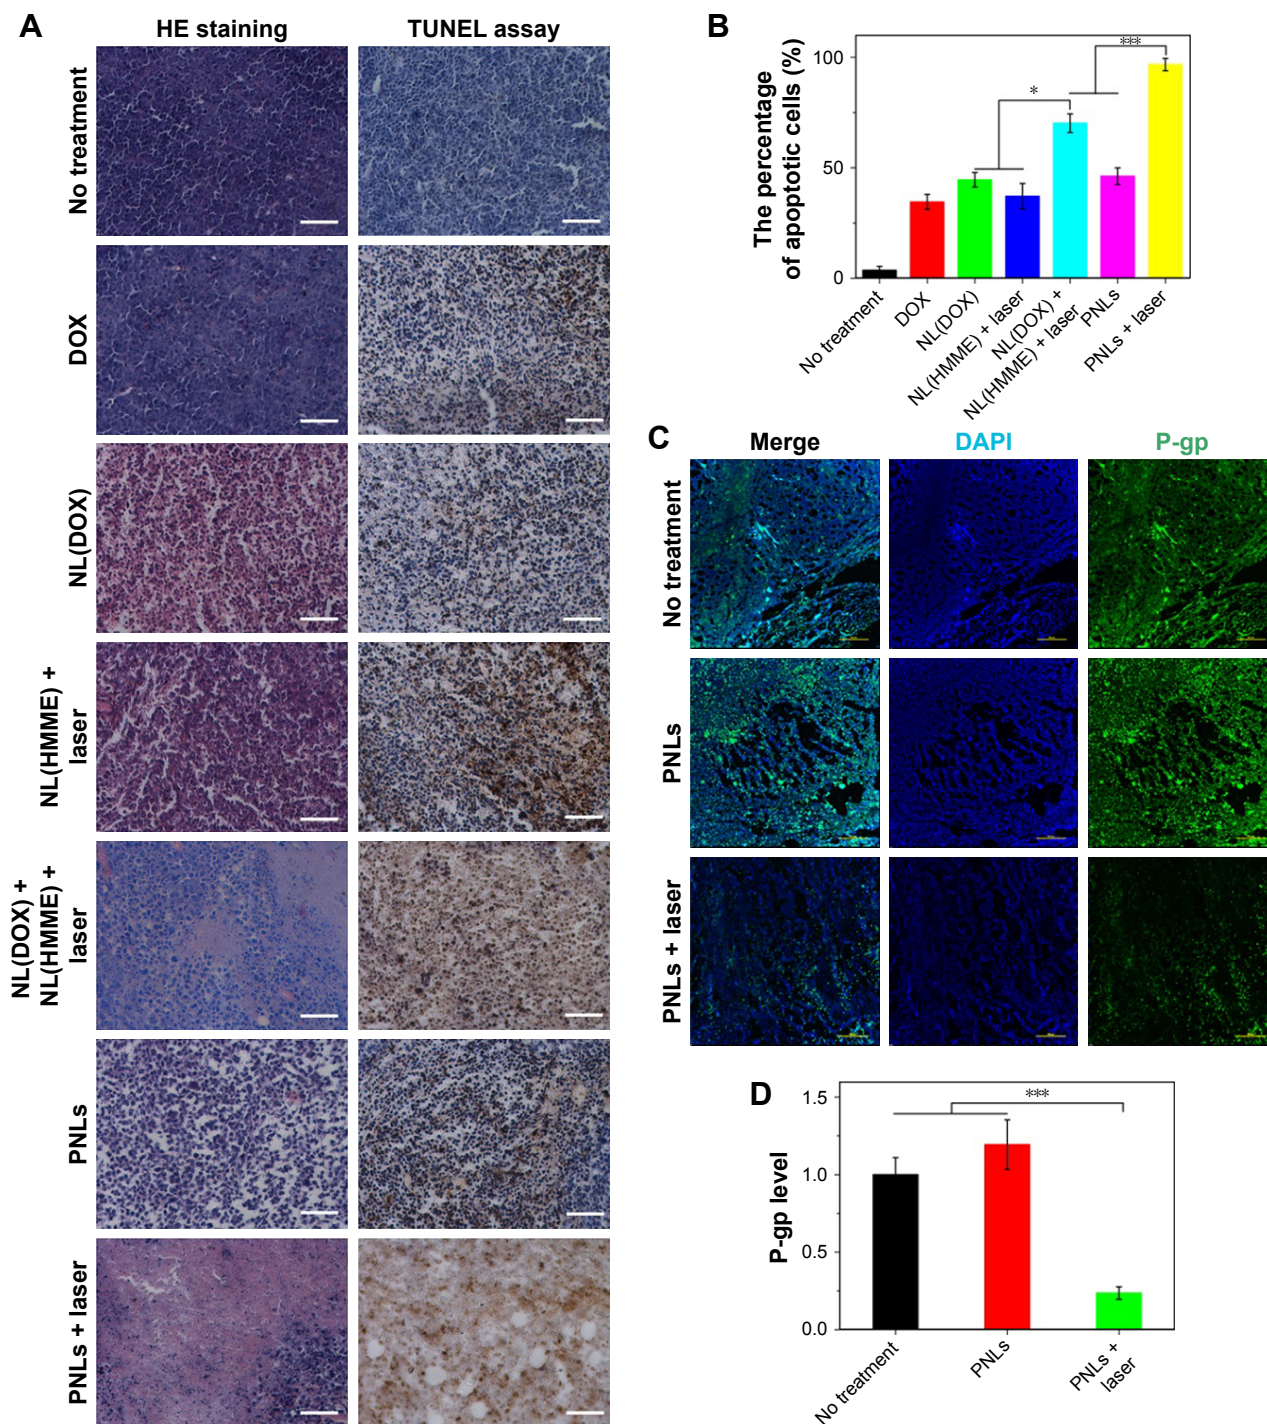 A
HE staining
TUNEL assay
No treatment
DOX
NL(DOX)
NL(HMME) +
laser
NL(DOX) +
NL(HMME) +
laser
PNLs
PNLs + laser
B
The percentage
of apoptotic cells (%)
100
50
0
*
***
No treatment
DOX
NL(DOX)
NL(HMME) + laser
NL(DOX) +
NL(HMME) + laser
PNLs
PNLs + laser
C
Merge
DAPI
P-gp
No treatment
PNLs
PNLs + laser
D
P-gp level
1.5
1.0
0.5
0.0
***
No treatment
PNLs
PNLs +
laser